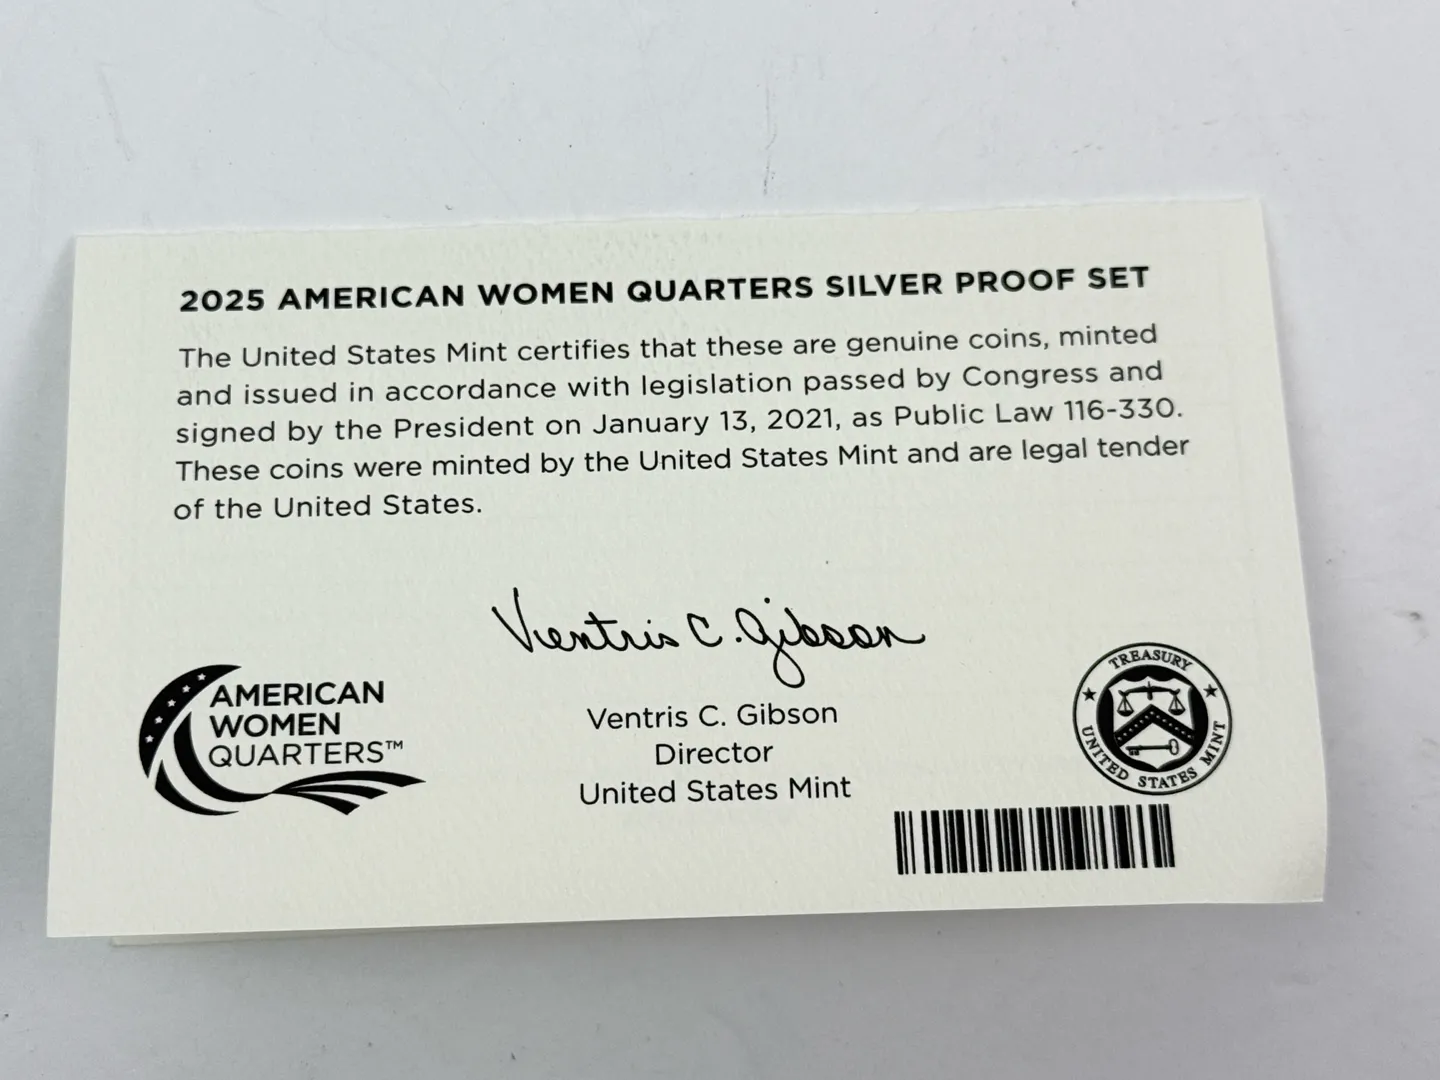 2025 AMERICAN WOMEN QUARTERS SILVER PROOF SET
The United States Mint certifies that these are genuine coins, minted
and issued in accordance with legislation passed by Congress and
signed by the President on January 13, 2021, as Public Law 116-330.
These coins were minted by the United States Mint and are legal tender
of the United States.
Ventris C. Gibson
Ventris C. Gibson
Director
United States Mint
AMERICAN
WOMEN
QUARTERS™
TREASURY
UNITED STATES MINT